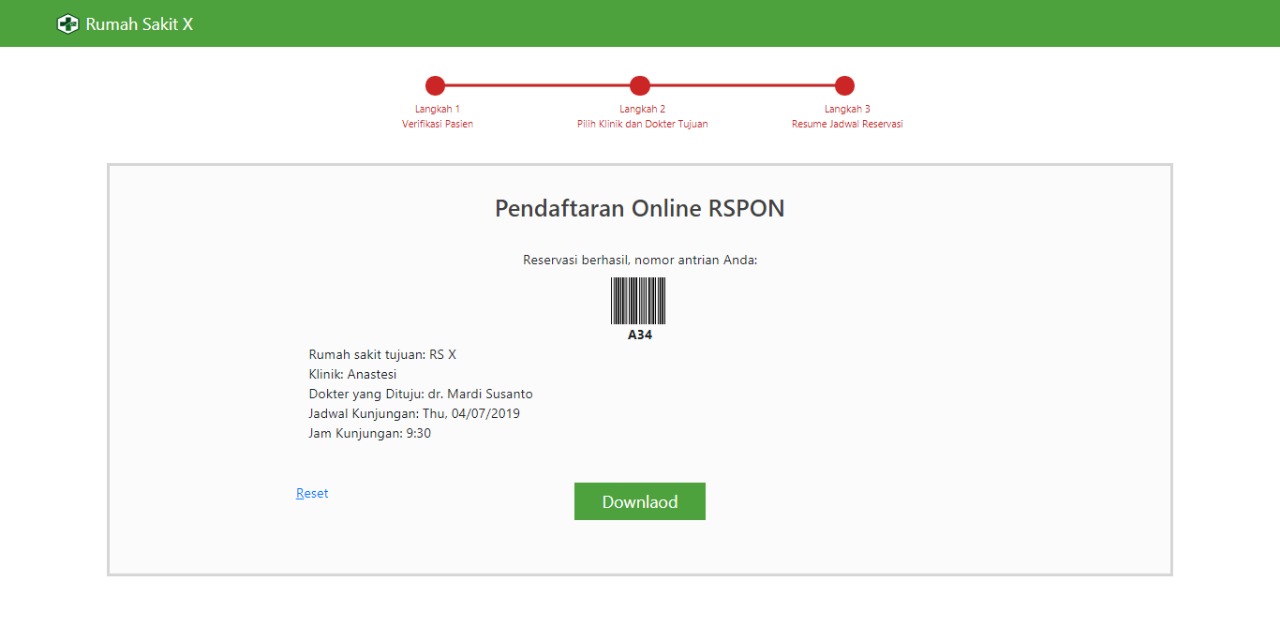 Rumah Sakit X
Langkah 1
Verifikasi Pasien
Langkah 2
Pilih Klinik dan Dokter Tujuan
Langkah 3
Resume Jadwal Reservasi
Pendaftaran Online RSPON
Reservasi berhasil, nomor antrian Anda:
A34
Rumah sakit tujuan: RS X
Klinik: Anastesi
Dokter yang Dituju: dr. Mardi Susanto
Jadwal Kunjungan: Thu, 04/07/2019
Jam Kunjungan: 9:30
Reset
Downlaod